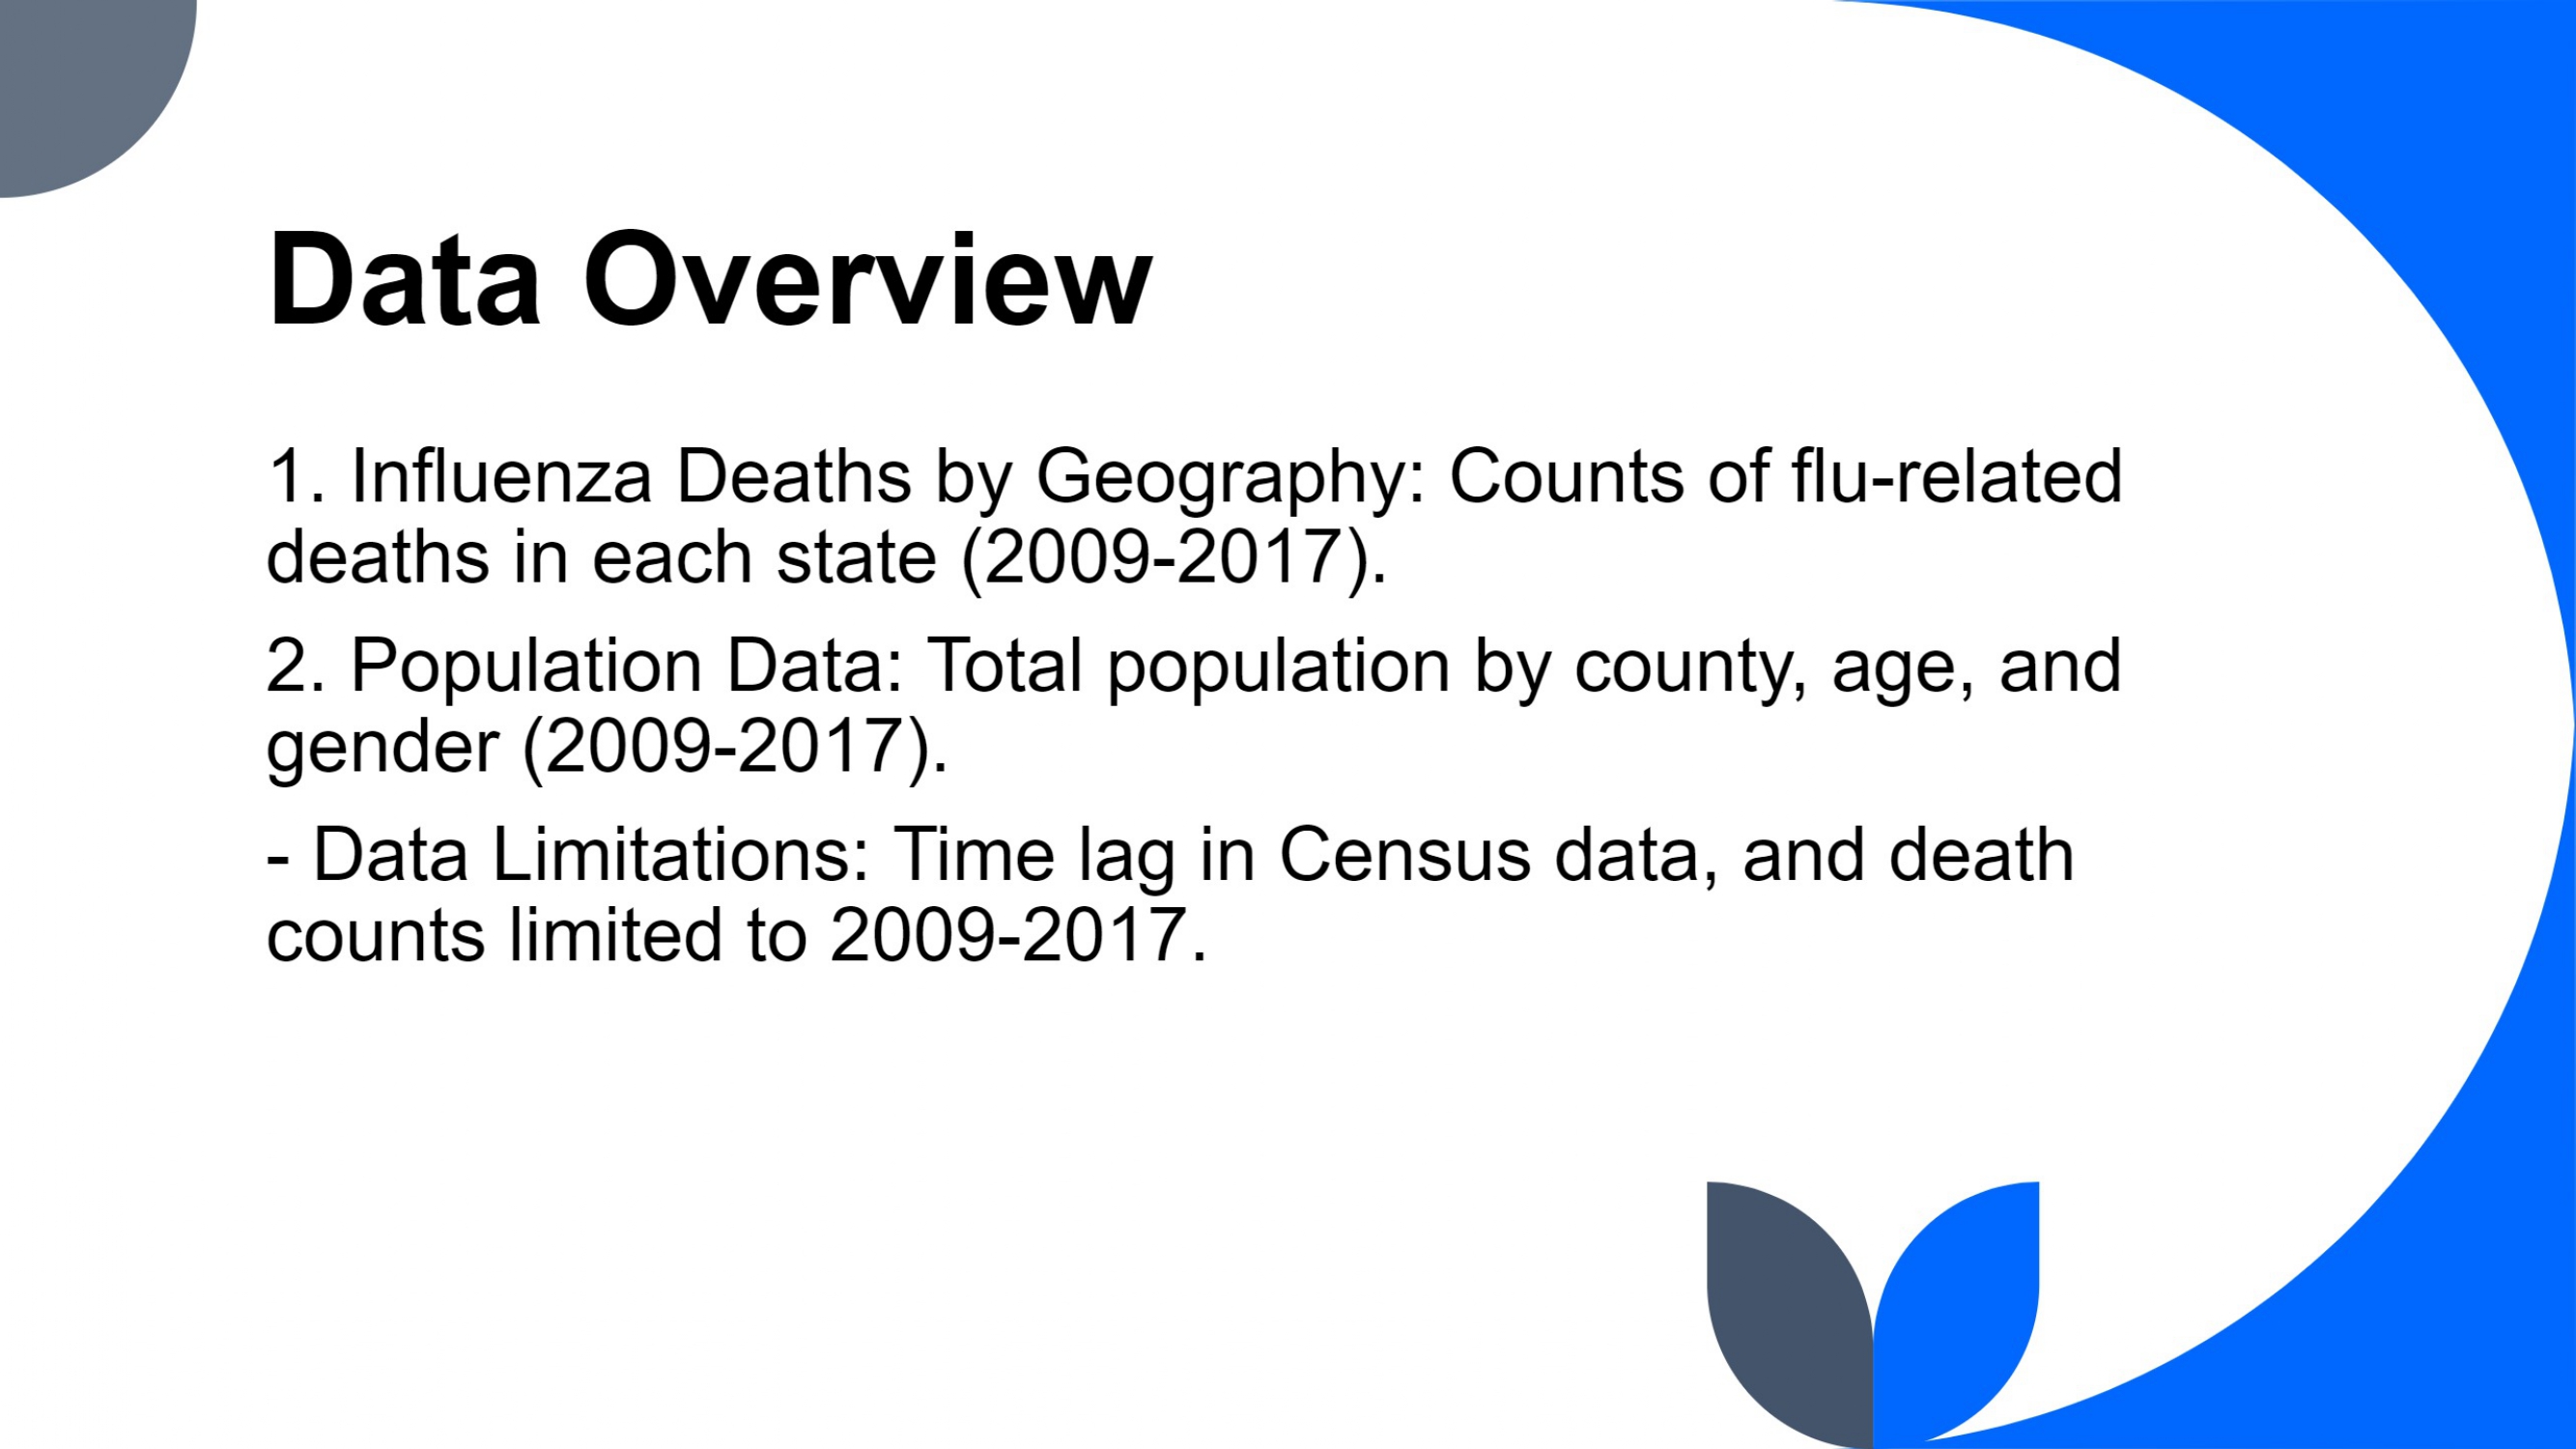 Data Overview
1. Influenza Deaths by Geography: Counts of flu-related
deaths in each state (2009-2017).
2. Population Data: Total population by county, age, and
gender (2009-2017).
- Data Limitations: Time lag in Census data, and death
counts limited to 2009-2017.